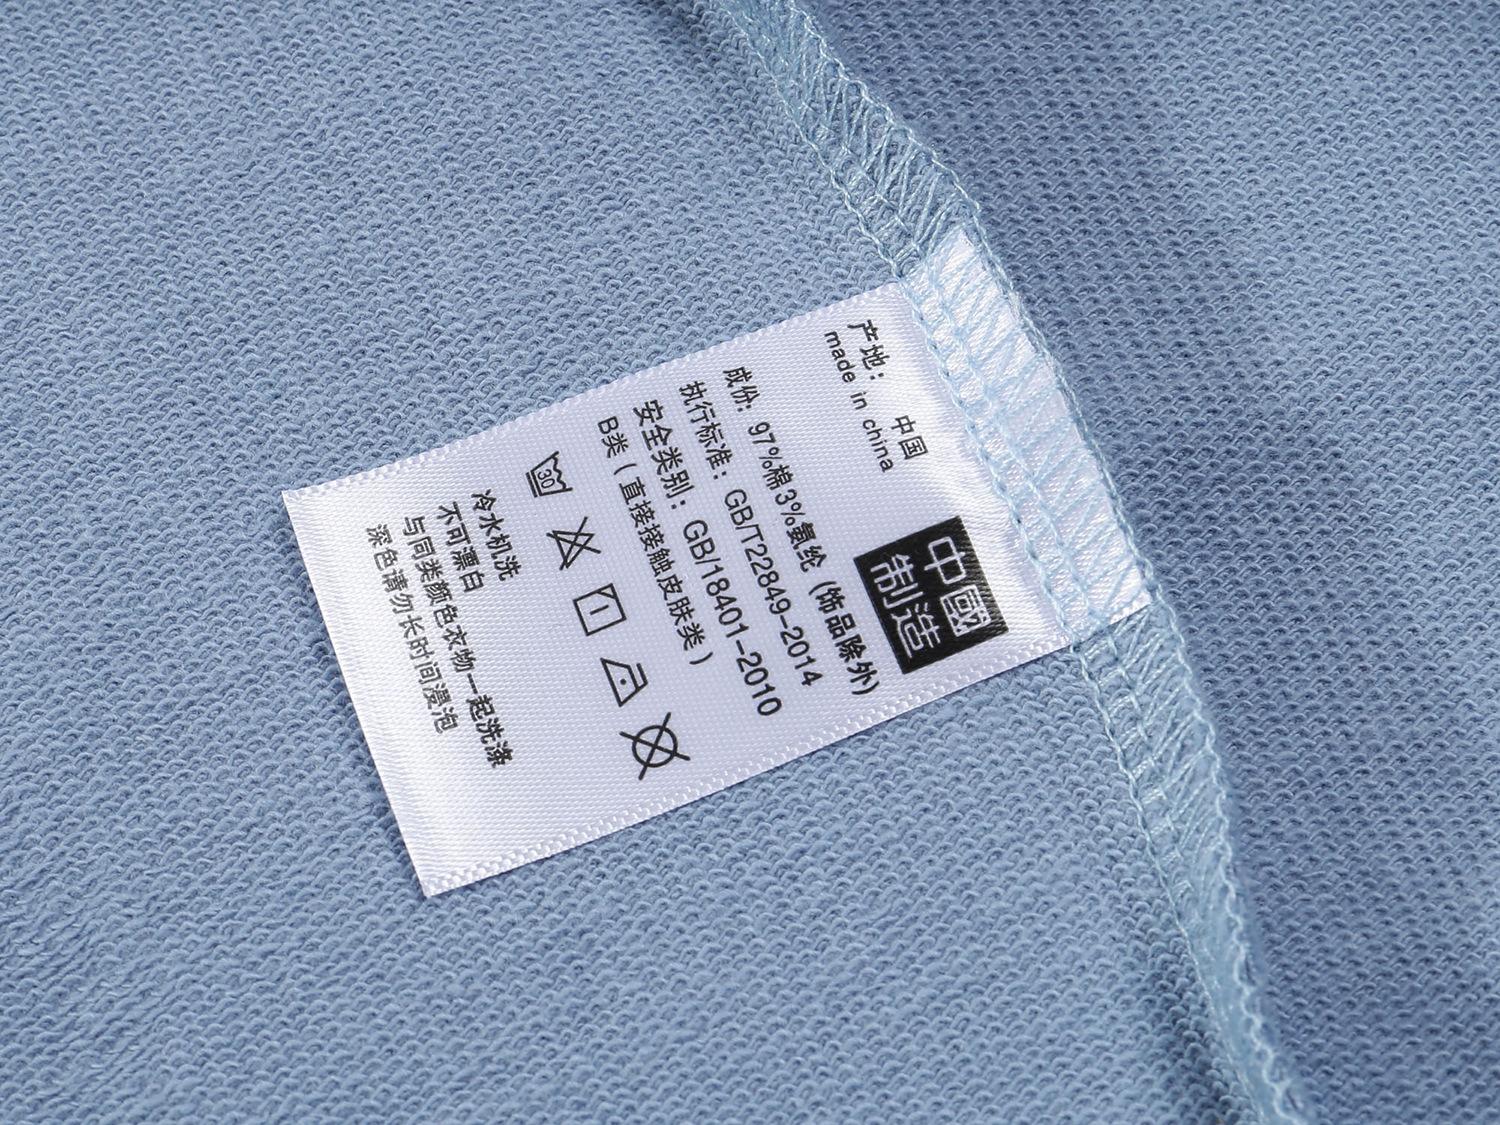 产地: 中国
made in china
中國
制造
成份: 97%棉3%氨纶 (饰品除外)
执行标准: GB/T22849-2014
安全类别: GB/18401-2010
B类 (直接接触皮肤类)
30
冷水机洗
不可漂白
与同类颜色衣物一起洗涤
深色请勿长时间浸泡